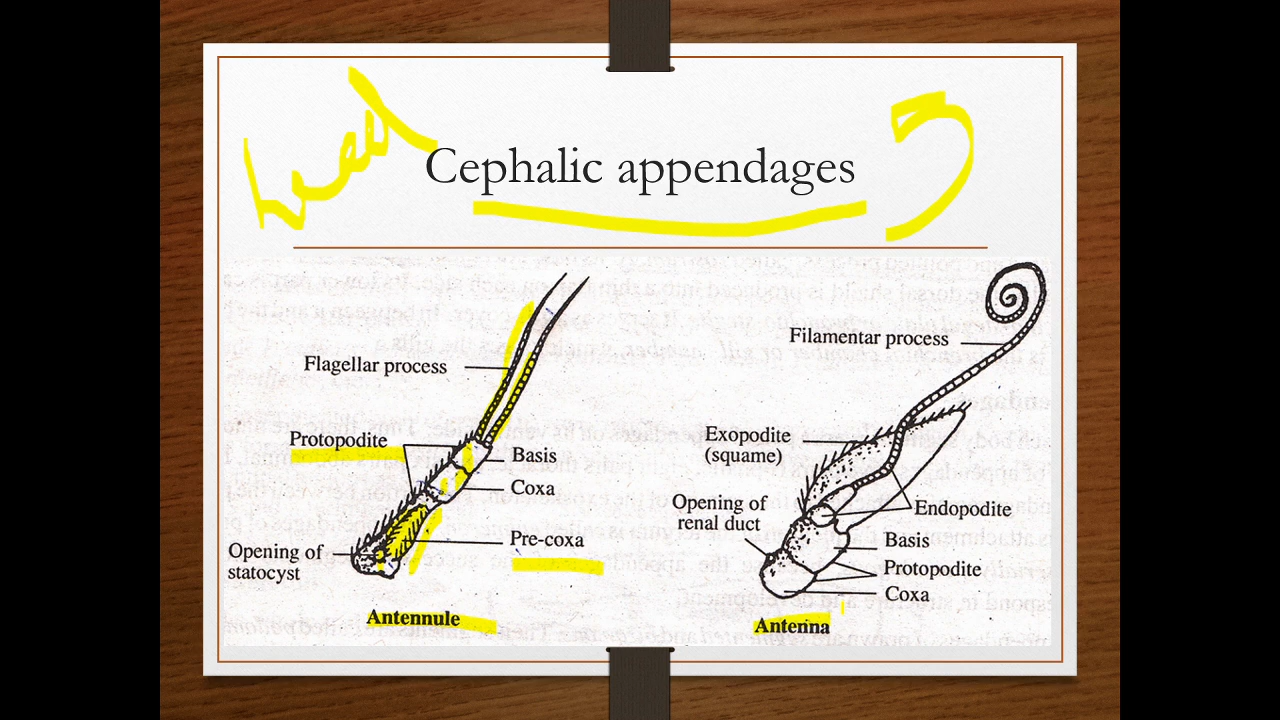 Head
Cephalic appendages
Flagellar process
Protopodite
Basis
Coxa
Pre-coxa
Opening of
statocyst
Antennule
Filamentar process
Exopodite
(squame)
Opening of
renal duct
Endopodite
Basis
Protopodite
Coxa
Antenna